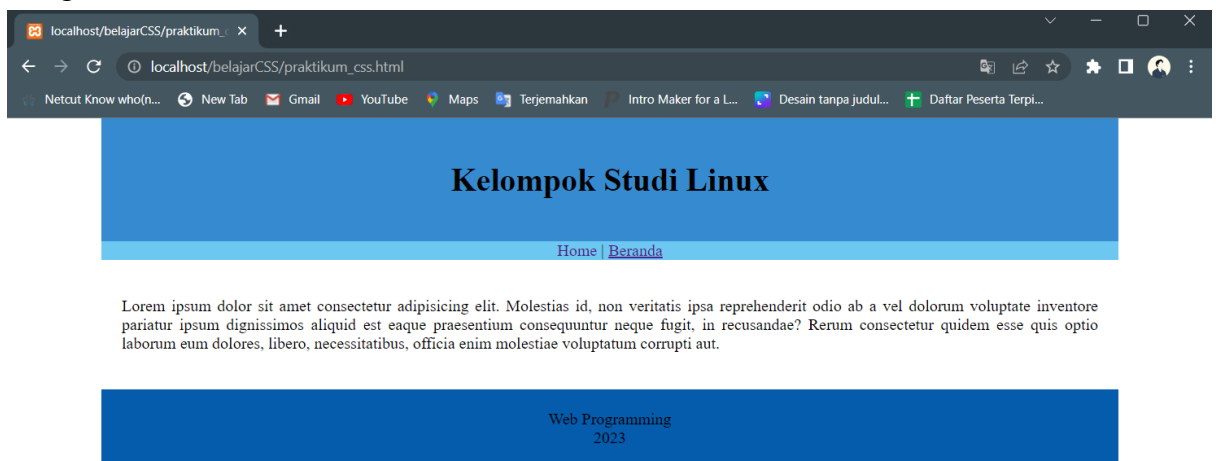 localhost/belajarCSS/praktikum_c
localhost/belajarCSS/praktikum_css.html
Netcut Know who(n... New Tab Gmail YouTube Maps Terjemahkan Intro Maker for a L... Desain tanpa judul... Daftar Peserta Terpi...
Kelompok Studi Linux
Home | Beranda
Lorem ipsum dolor sit amet consectetur adipisicing elit. Molestias id, non veritatis ipsa reprehenderit odio ab a vel dolorum voluptate inventore
pariatur ipsum dignissimos aliquid est eaque praesentium consequuntur neque fugit, in recusandae? Rerum consectetur quidem esse quis optio
laborum eum dolores, libero, necessitatibus, officia enim molestiae voluptatum corrupti aut.
Web Programming
2023